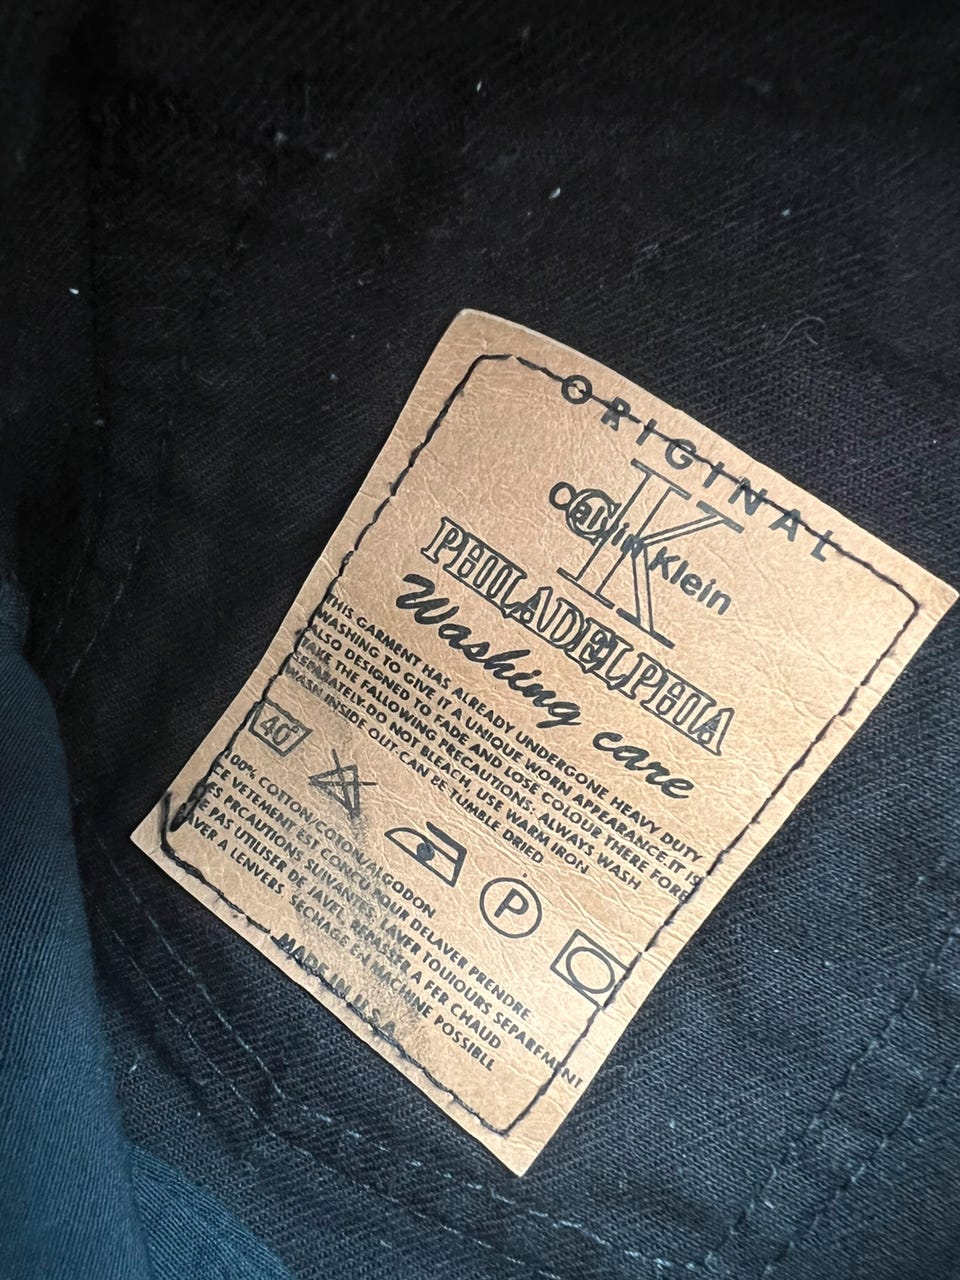 ORIGINAL
CK
Calvin Klein
PHILADELPHIA
Washing care
THIS GARMENT HAS ALREADY UNDERGONE HEAVY DUTY
WASHING TO GIVE IT A UNIQUE WORN APPEARANCE.IT IS
ALSO DESIGNED TO FADE AND LOSE COLOUR THERE FORE
TAKE THE FALLOWING PRECAUTIONS. ALWAYS WASH
SEPARATELY-DO NOT BLEACH, USE WARM IRON
WASH INSIDE OUT-CAN BE TUMBLE DRIED
40°
P
100% COTTON/COTON/ALGODON
CE VETEMENT EST CONCU POUR DELAVER PRENDRE
ES PRCAUTIONS SUIVANTES, LAVER TOUIOURS SEPAREMENT
E PAS UTILISER DE JAVEL, REPASSER A FER CHAUD
AVER A LENVERS, SECHAGE EN MACHINE POSSIBLL
MADE IN U.S.A.